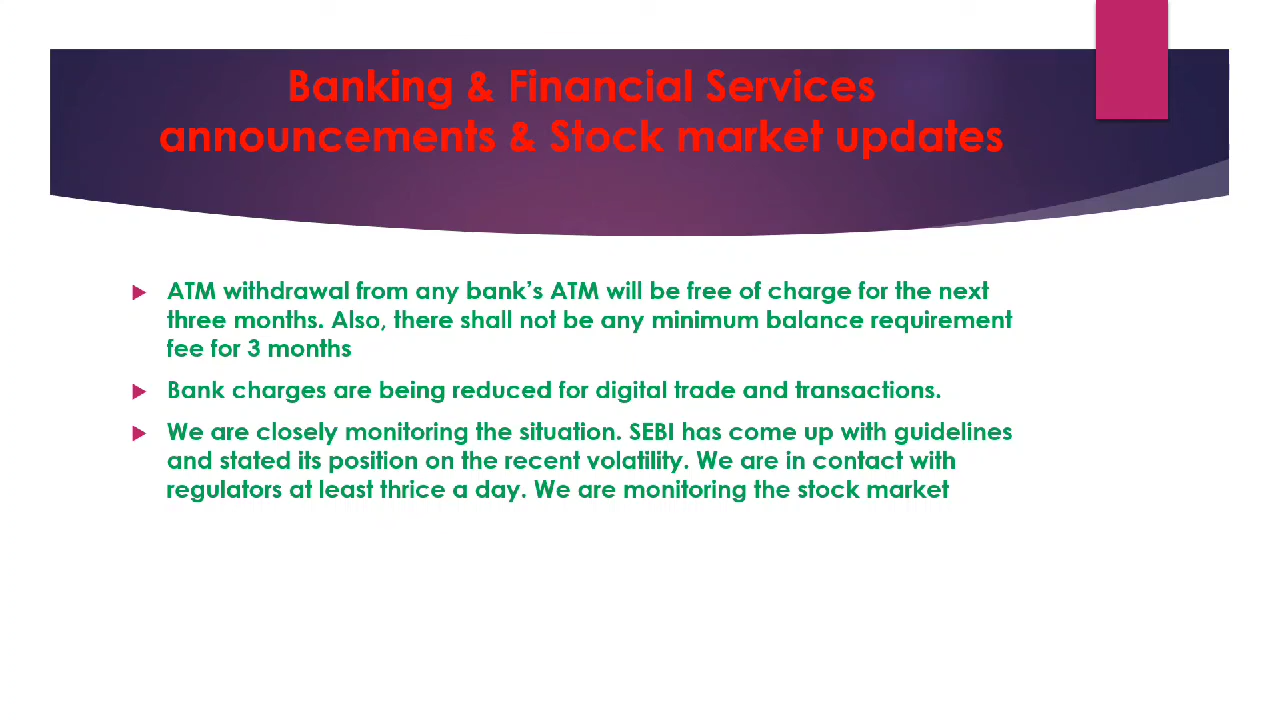 Banking & Financial Services
announcements & Stock market updates
ATM withdrawal from any bank's ATM will be free of charge for the next
three months. Also, there shall not be any minimum balance requirement
fee for 3 months
Bank charges are being reduced for digital trade and transactions.
We are closely monitoring the situation. SEBI has come up with guidelines
and stated its position on the recent volatility. We are in contact with
regulators at least thrice a day. We are monitoring the stock market